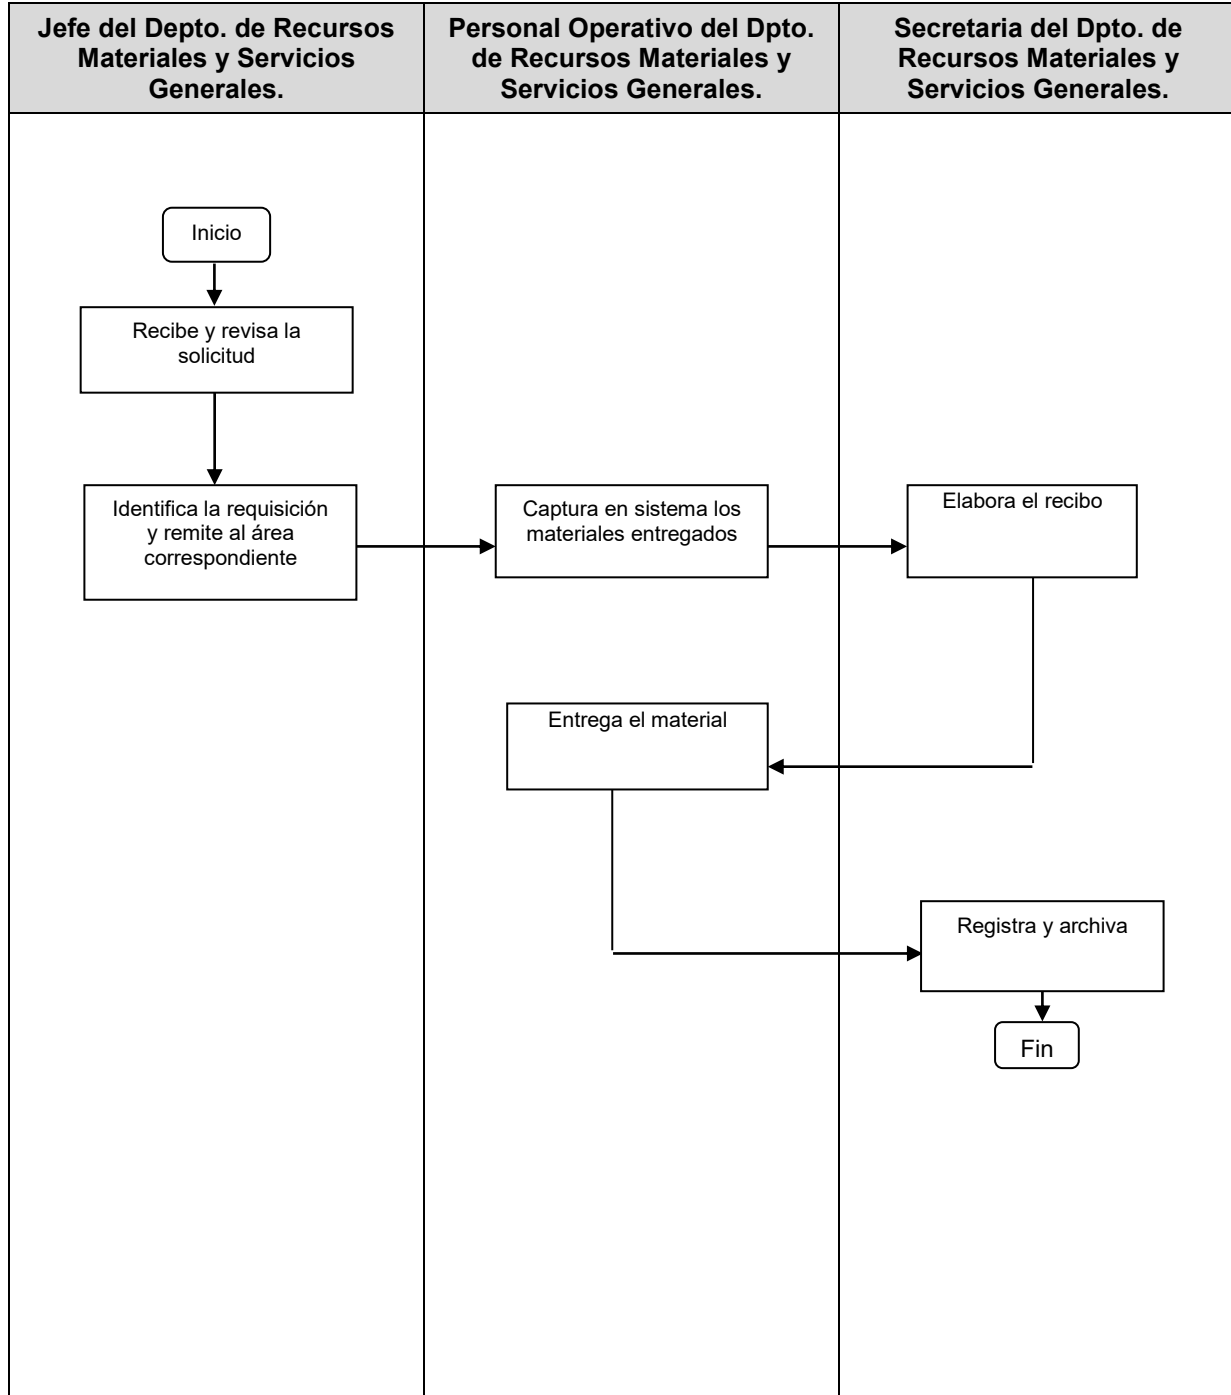 Jefe del Depto. de Recursos
Materiales y Servicios
Generales.
Personal Operativo del Dpto.
de Recursos Materiales y
Servicios Generales.
Secretaria del Dpto. de
Recursos Materiales y
Servicios Generales.
Inicio
Recibe y revisa la
solicitud
Identifica la requisición
y remite al área
correspondiente
Captura en sistema los
materiales entregados
Elabora el recibo
Entrega el material
Registra y archiva
Fin